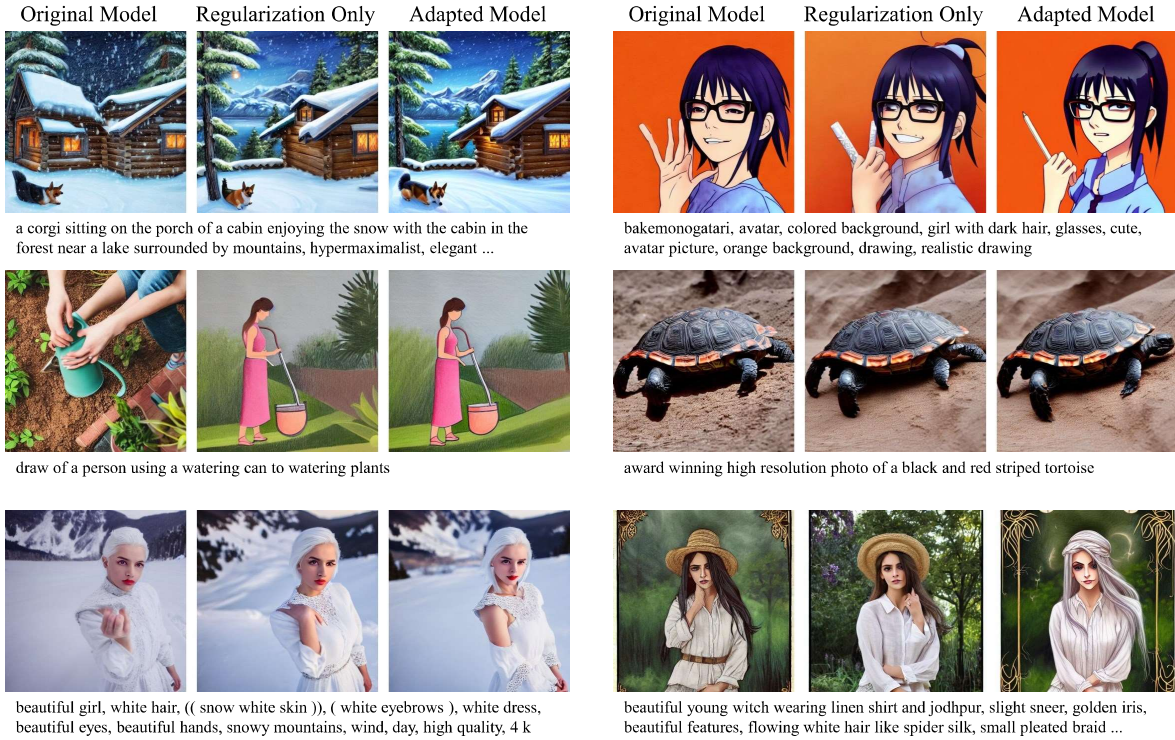 Original Model Regularization Only Adapted Model
Original Model Regularization Only Adapted Model
a corgi sitting on the porch of a cabin enjoying the snow with the cabin in the
forest near a lake surrounded by mountains, hypermaximalist, elegant ...
bakemonogatari, avatar, colored background, girl with dark hair, glasses, cute,
avatar picture, orange background, drawing, realistic drawing
draw of a person using a watering can to watering plants
award winning high resolution photo of a black and red striped tortoise
beautiful girl, white hair, (( snow white skin )), ( white eyebrows ), white dress,
beautiful eyes, beautiful hands, snowy mountains, wind, day, high quality, 4 k
beautiful young witch wearing linen shirt and jodhpur, slight sneer, golden iris,
beautiful features, flowing white hair like spider silk, small pleated braid ...